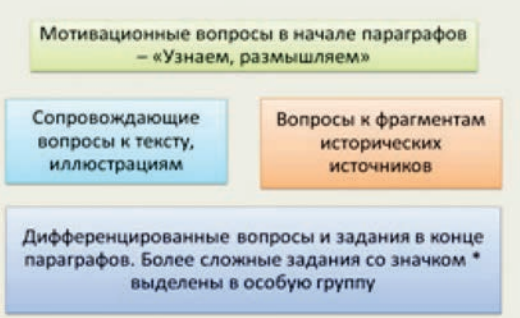 Мотивационные вопросы в начале параграфов
– «Узнаем, размышляем»
Сопровождающие
вопросы к тексту,
иллюстрациям
Вопросы к фрагментам
исторических
источников
Дифференцированные вопросы и задания в конце
параграфов. Более сложные задания со значком *
выделены в особую группу